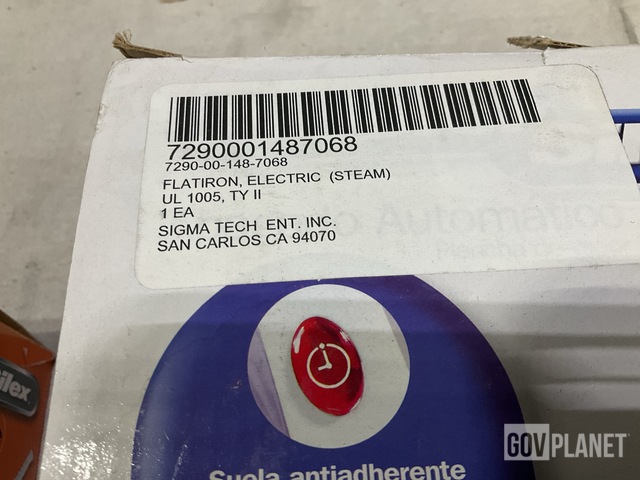 7290001487068
7290-00-148-7068
FLATIRON, ELECTRIC (STEAM)
UL 1005, TY II
1 EA
SIGMA TECH ENT. INC.
SAN CARLOS CA 94070
Suela antiadherente
GOVPLANET